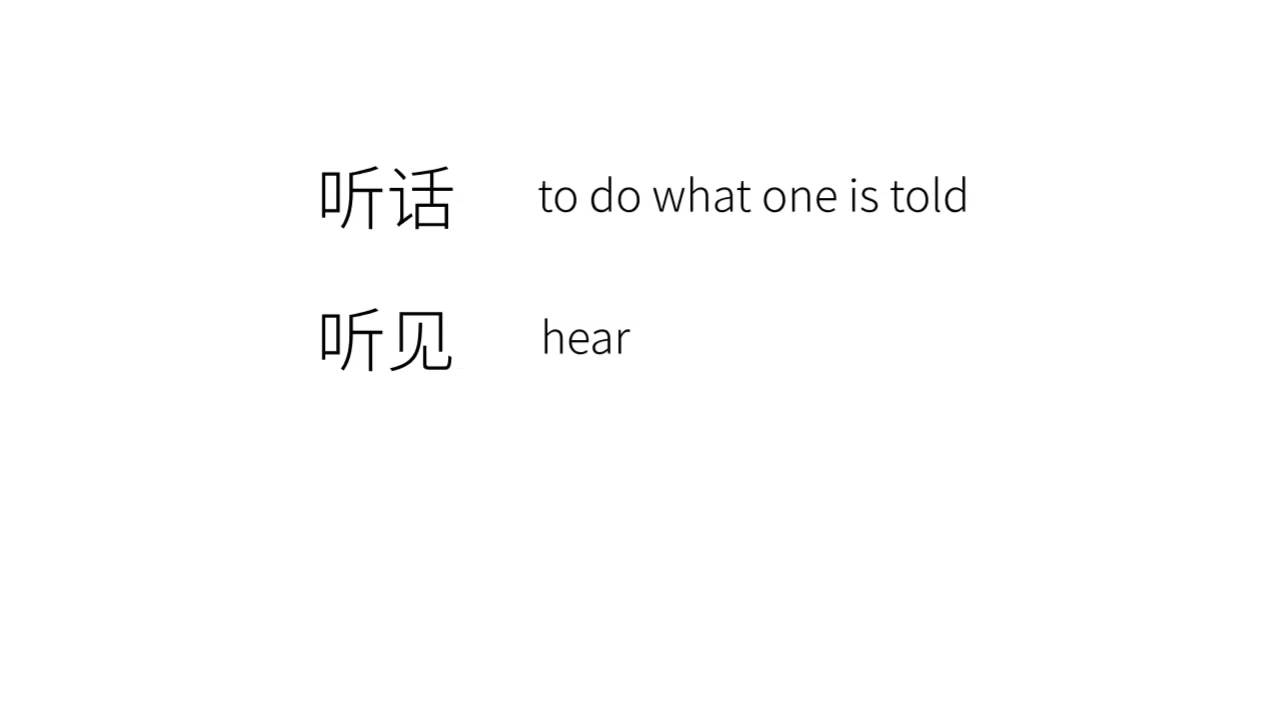 听话 to do what one is told
听见 hear